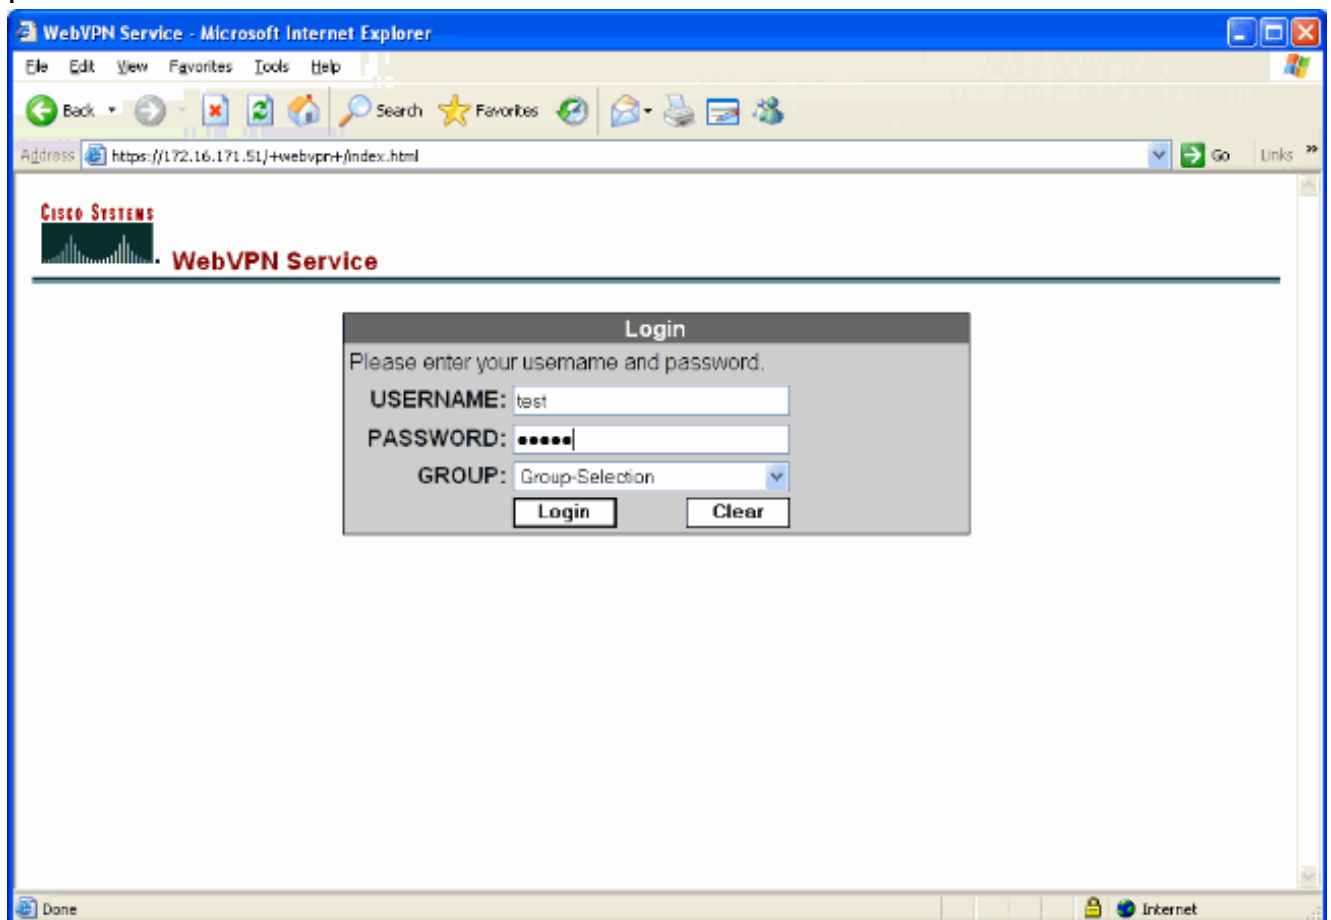 WebVPN Service - Microsoft Internet Explorer
File Edit View Favorites Tools Help
Back Search Favorites
Address https://172.16.171.51/+webvpn+/index.html Go Links »
CISCO SYSTEMS
WebVPN Service
Login
Please enter your username and password.
USERNAME: test
PASSWORD: •••••
GROUP: Group-Selection
Login Clear
Done Internet